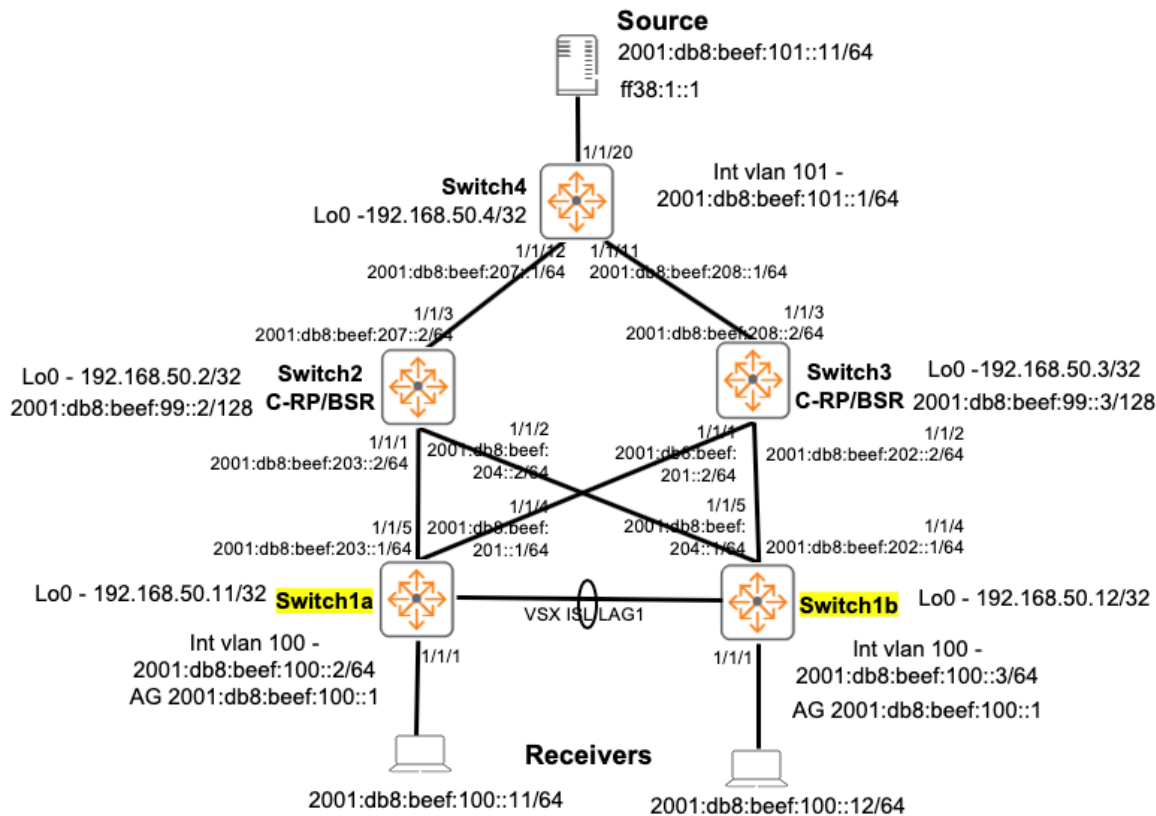 Source
2001:db8:beef:101::11/64
ff38:1::1
1/1/20
Switch4
Lo0 -192.168.50.4/32
Int vlan 101 -
2001:db8:beef:101::1/64
1/1/12
1/1/11
2001:db8:beef:207::1/64
2001:db8:beef:208::1/64
1/1/3
2001:db8:beef:207::2/64
1/1/3
2001:db8:beef:208::2/64
Lo0 - 192.168.50.2/32
2001:db8:beef:99::2/128
Switch2
C-RP/BSR
Switch3
C-RP/BSR
Lo0 - 192.168.50.3/32
2001:db8:beef:99::3/128
1/1/1
2001:db8:beef:203::2/64
1/1/2
2001:db8:beef:
204::2/64
1/1/1
2001:db8:beef:
201::2/64
1/1/2
2001:db8:beef:202::2/64
1/1/5
2001:db8:beef:203::1/64
1/1/4
2001:db8:beef:
201::1/64
1/1/5
2001:db8:beef:
204::1/64
1/1/4
2001:db8:beef:202::1/64
Lo0 - 192.168.50.11/32
Switch1a
VSX ISL LAG1
Switch1b
Lo0 - 192.168.50.12/32
Int vlan 100 -
2001:db8:beef:100::2/64
AG 2001:db8:beef:100::1
1/1/1
1/1/1
Int vlan 100 -
2001:db8:beef:100::3/64
AG 2001:db8:beef:100::1
Receivers
2001:db8:beef:100::11/64
2001:db8:beef:100::12/64